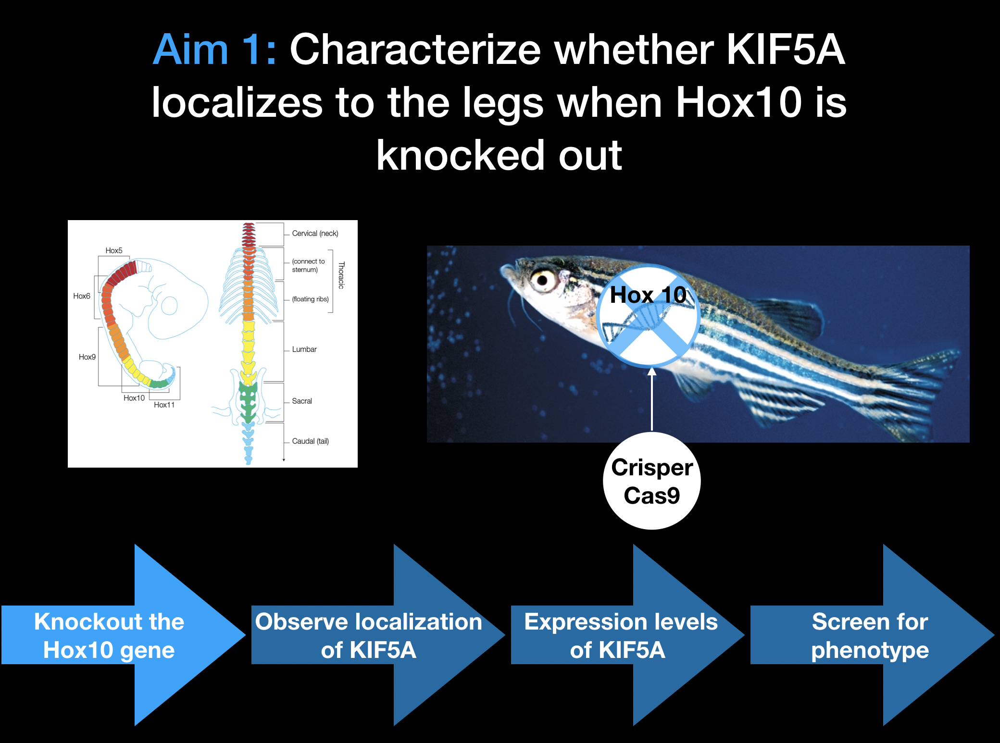 Aim 1: Characterize whether KIF5A
localizes to the legs when Hox10 is
knocked out
Hox5
Hox6
Hox9
Hox10
Hox11
Cervical (neck)
(connect to
sternum)
Thoracic
(floating ribs)
Lumbar
Sacral
Caudal (tail)
Hox 10
Crisper
Cas9
Knockout the
Hox10 gene
Observe localization
of KIF5A
Expression levels
of KIF5A
Screen for
phenotype